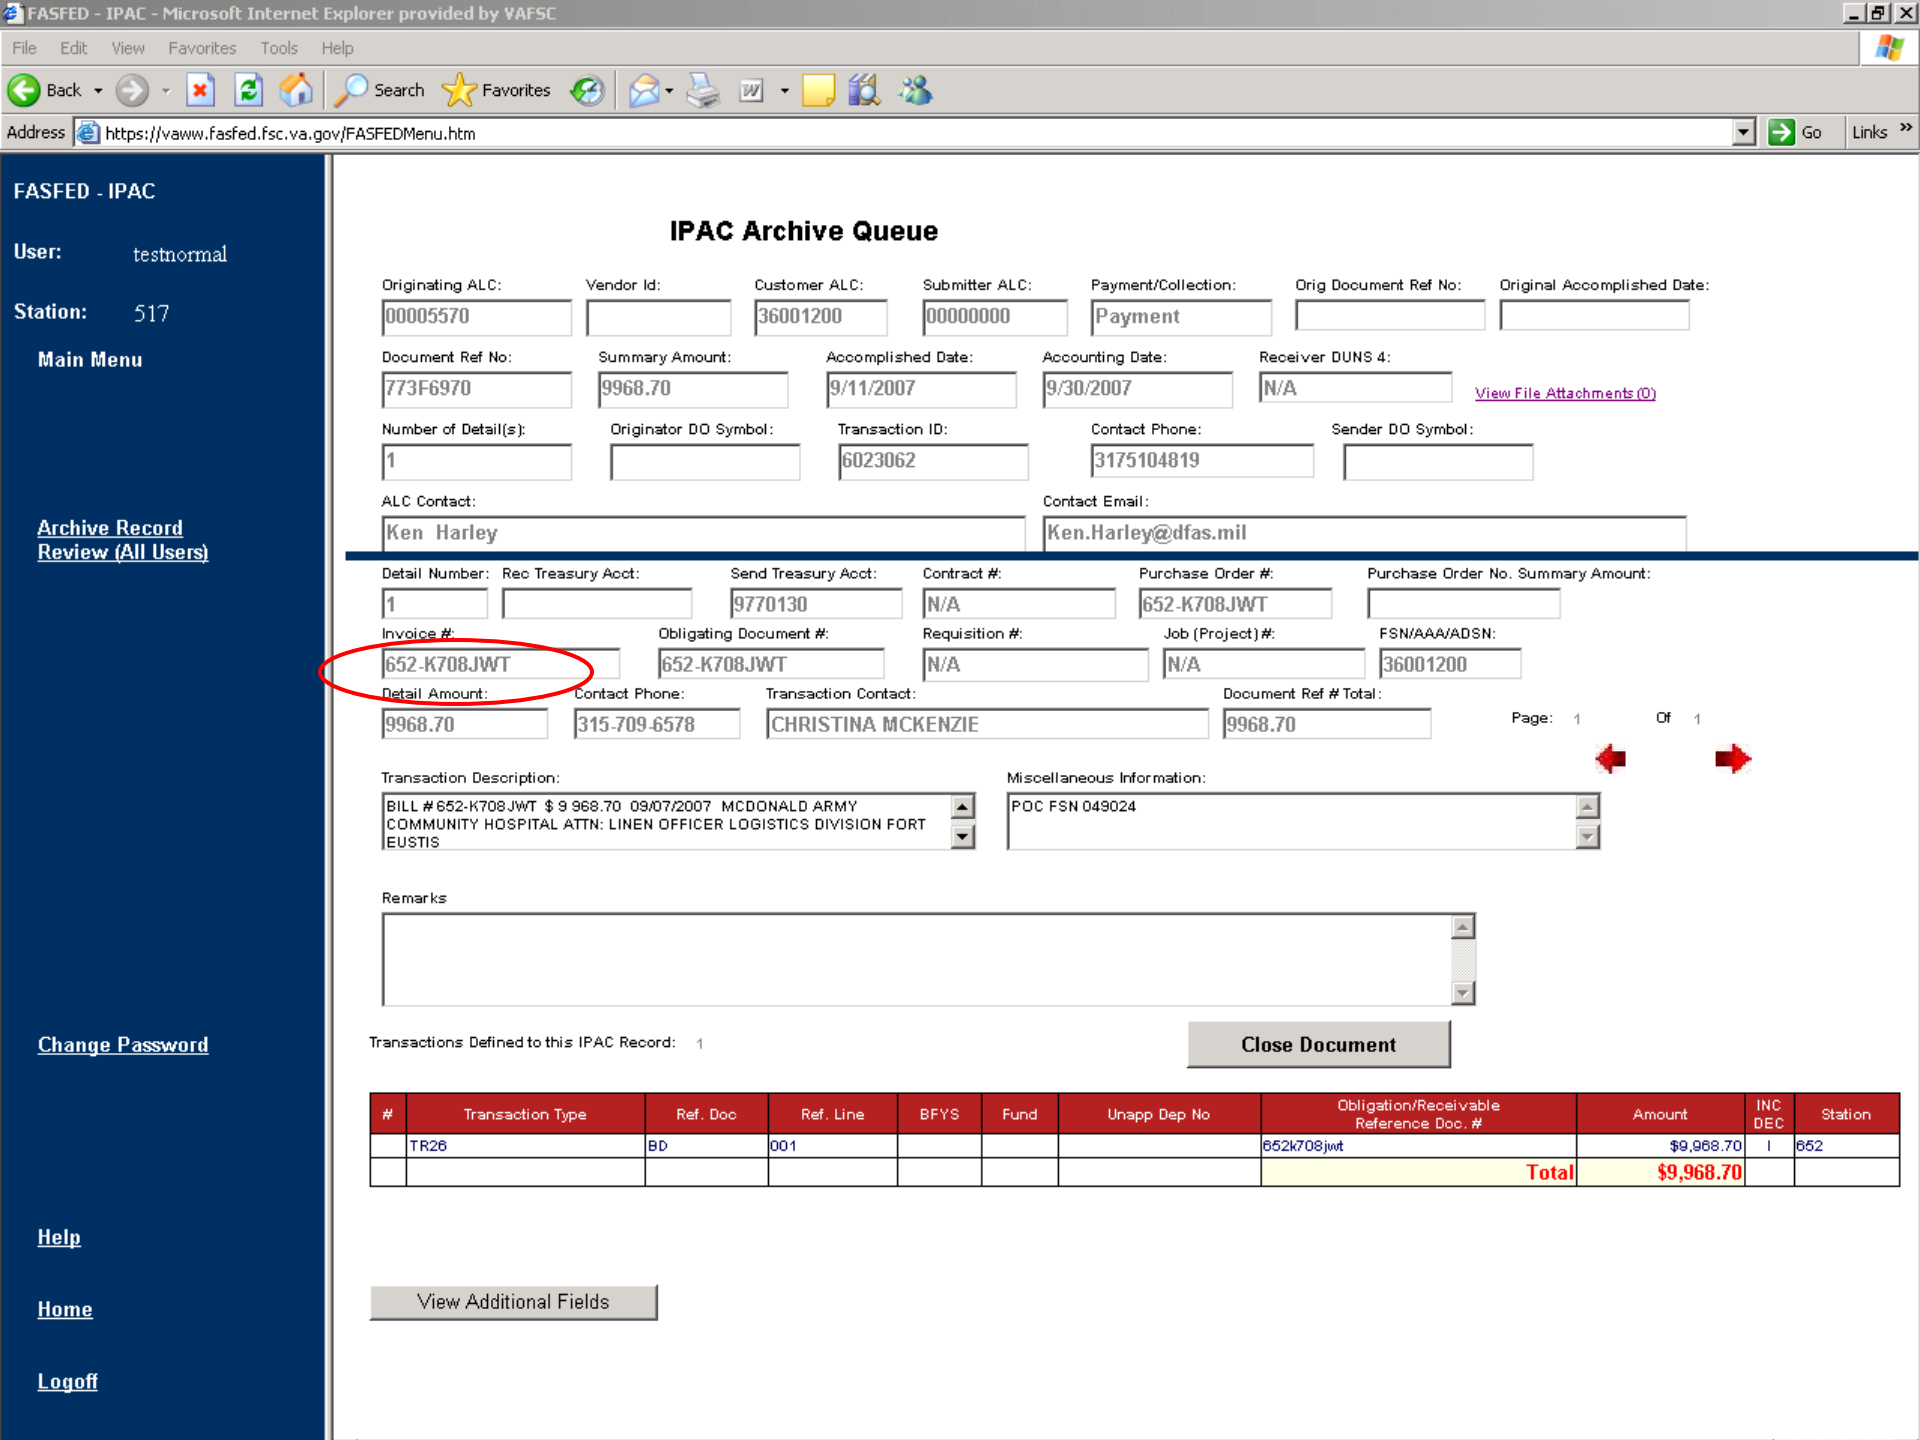 FASFED - IPAC - Microsoft Internet Explorer provided by VAFSC
File Edit View Favorites Tools Help
Back Search Favorites
Address https://vaww.fasfed.fsc.va.gov/FASFEDMenu.htm Go Links »
FASFED - IPAC
User: testnormal
Station: 517
Main Menu
Archive Record
Review (All Users)
Change Password
Help
Home
Logoff
IPAC Archive Queue
Originating ALC: Vendor Id: Customer ALC: Submitter ALC: Payment/Collection: Orig Document Ref No: Original Accomplished Date:
00005570 36001200 00000000 Payment
Document Ref No: Summary Amount: Accomplished Date: Accounting Date: Receiver DUNS 4:
773F6970 9968.70 9/11/2007 9/30/2007 N/A View File Attachments (0)
Number of Detail(s): Originator DO Symbol: Transaction ID: Contact Phone: Sender DO Symbol:
1 6023062 3175104819
ALC Contact: Contact Email:
Ken Harley Ken.Harley@dfas.mil
Detail Number: Rec Treasury Acct: Send Treasury Acct: Contract #: Purchase Order #: Purchase Order No. Summary Amount:
1 9770130 N/A 652-K708JWT
Invoice #: Obligating Document #: Requisition #: Job (Project) #: FSN/AAA/ADSN:
652-K708JWT 652-K708JWT N/A N/A 36001200
Detail Amount: Contact Phone: Transaction Contact: Document Ref # Total:
9968.70 315-709-6578 CHRISTINA MCKENZIE 9968.70 Page: 1 Of 1
Transaction Description: Miscellaneous Information:
BILL # 652-K708JWT $ 9 968.70 09/07/2007 MCDONALD ARMY POC FSN 049024
COMMUNITY HOSPITAL ATTN: LINEN OFFICER LOGISTICS DIVISION FORT
EUSTIS
Remarks
Transactions Defined to this IPAC Record: 1 Close Document
# Transaction Type Ref. Doc Ref. Line BFYS Fund Unapp Dep No Obligation/Receivable Reference Doc. # Amount INC DEC Station
TR26 BD 001 652k708jwt $9,968.70 I 652
Total $9,968.70
View Additional Fields